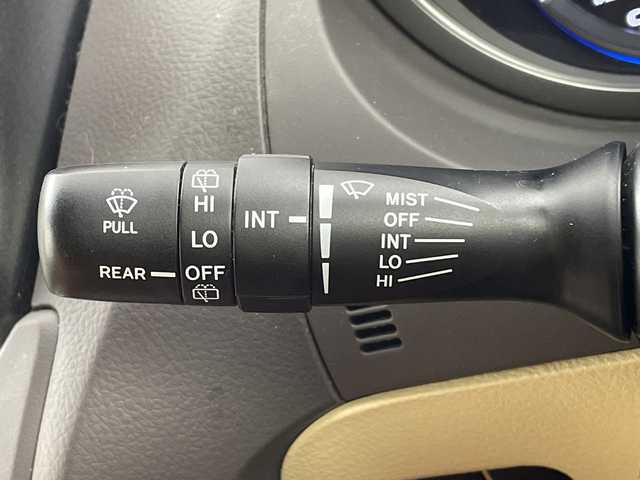 PULL
REAR
HI
LO
OFF
INT
MIST
OFF
INT
LO
HI